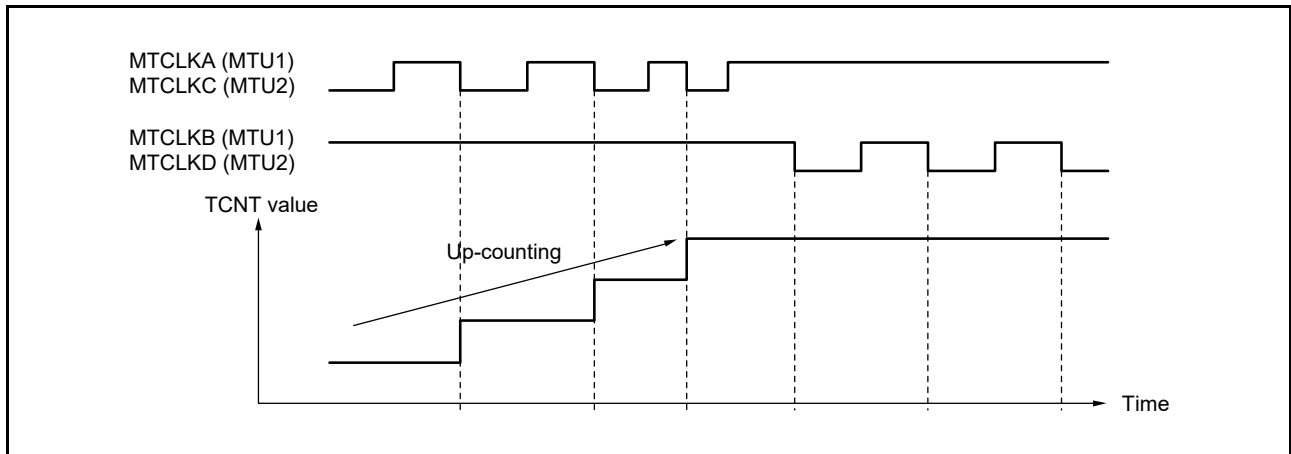 MTCLKA (MTU1)
MTCLKC (MTU2)
MTCLKB (MTU1)
MTCLKD (MTU2)
TCNT value
Up-counting
Time